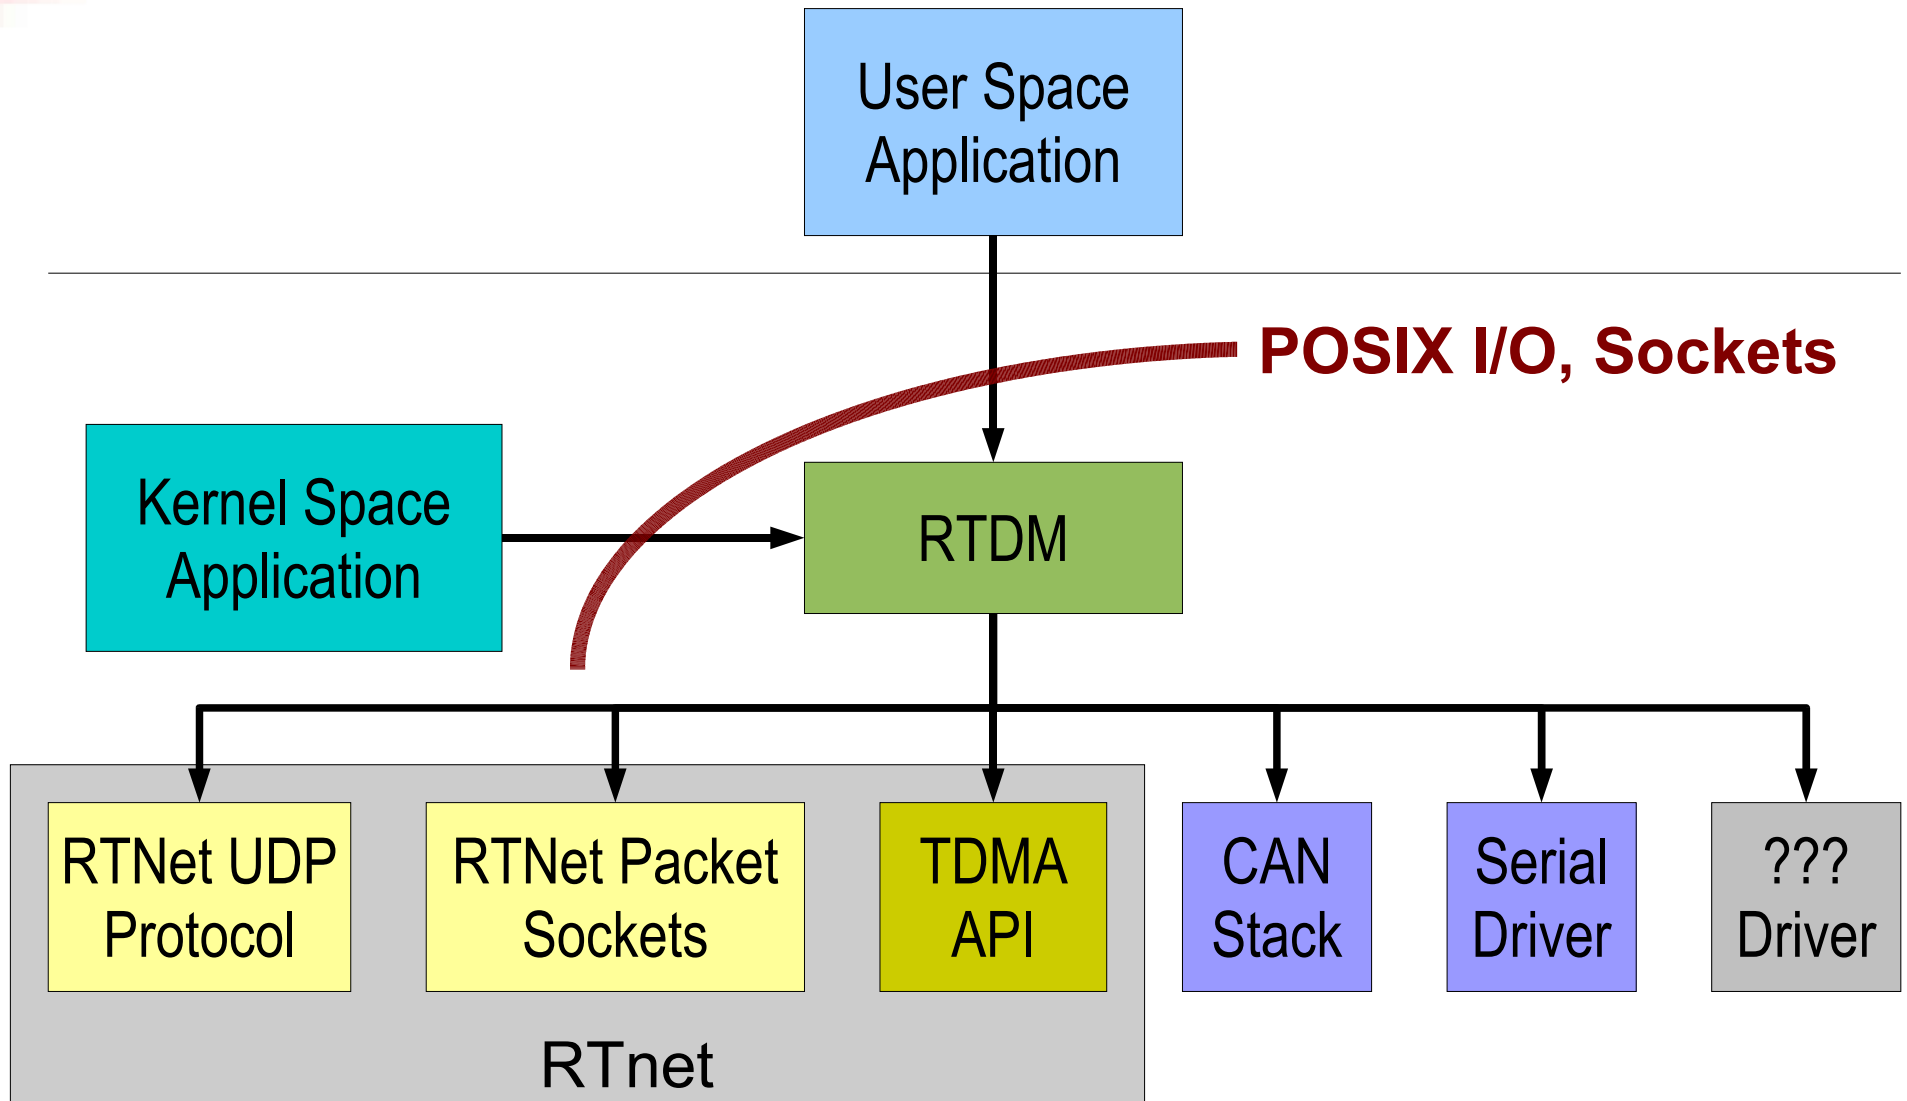 User Space
Application
POSIX I/O, Sockets
Kernel Space
Application
RTDM
RTNet UDP
Protocol
RTNet Packet
Sockets
TDMA
API
CAN
Stack
Serial
Driver
???
Driver
RTnet